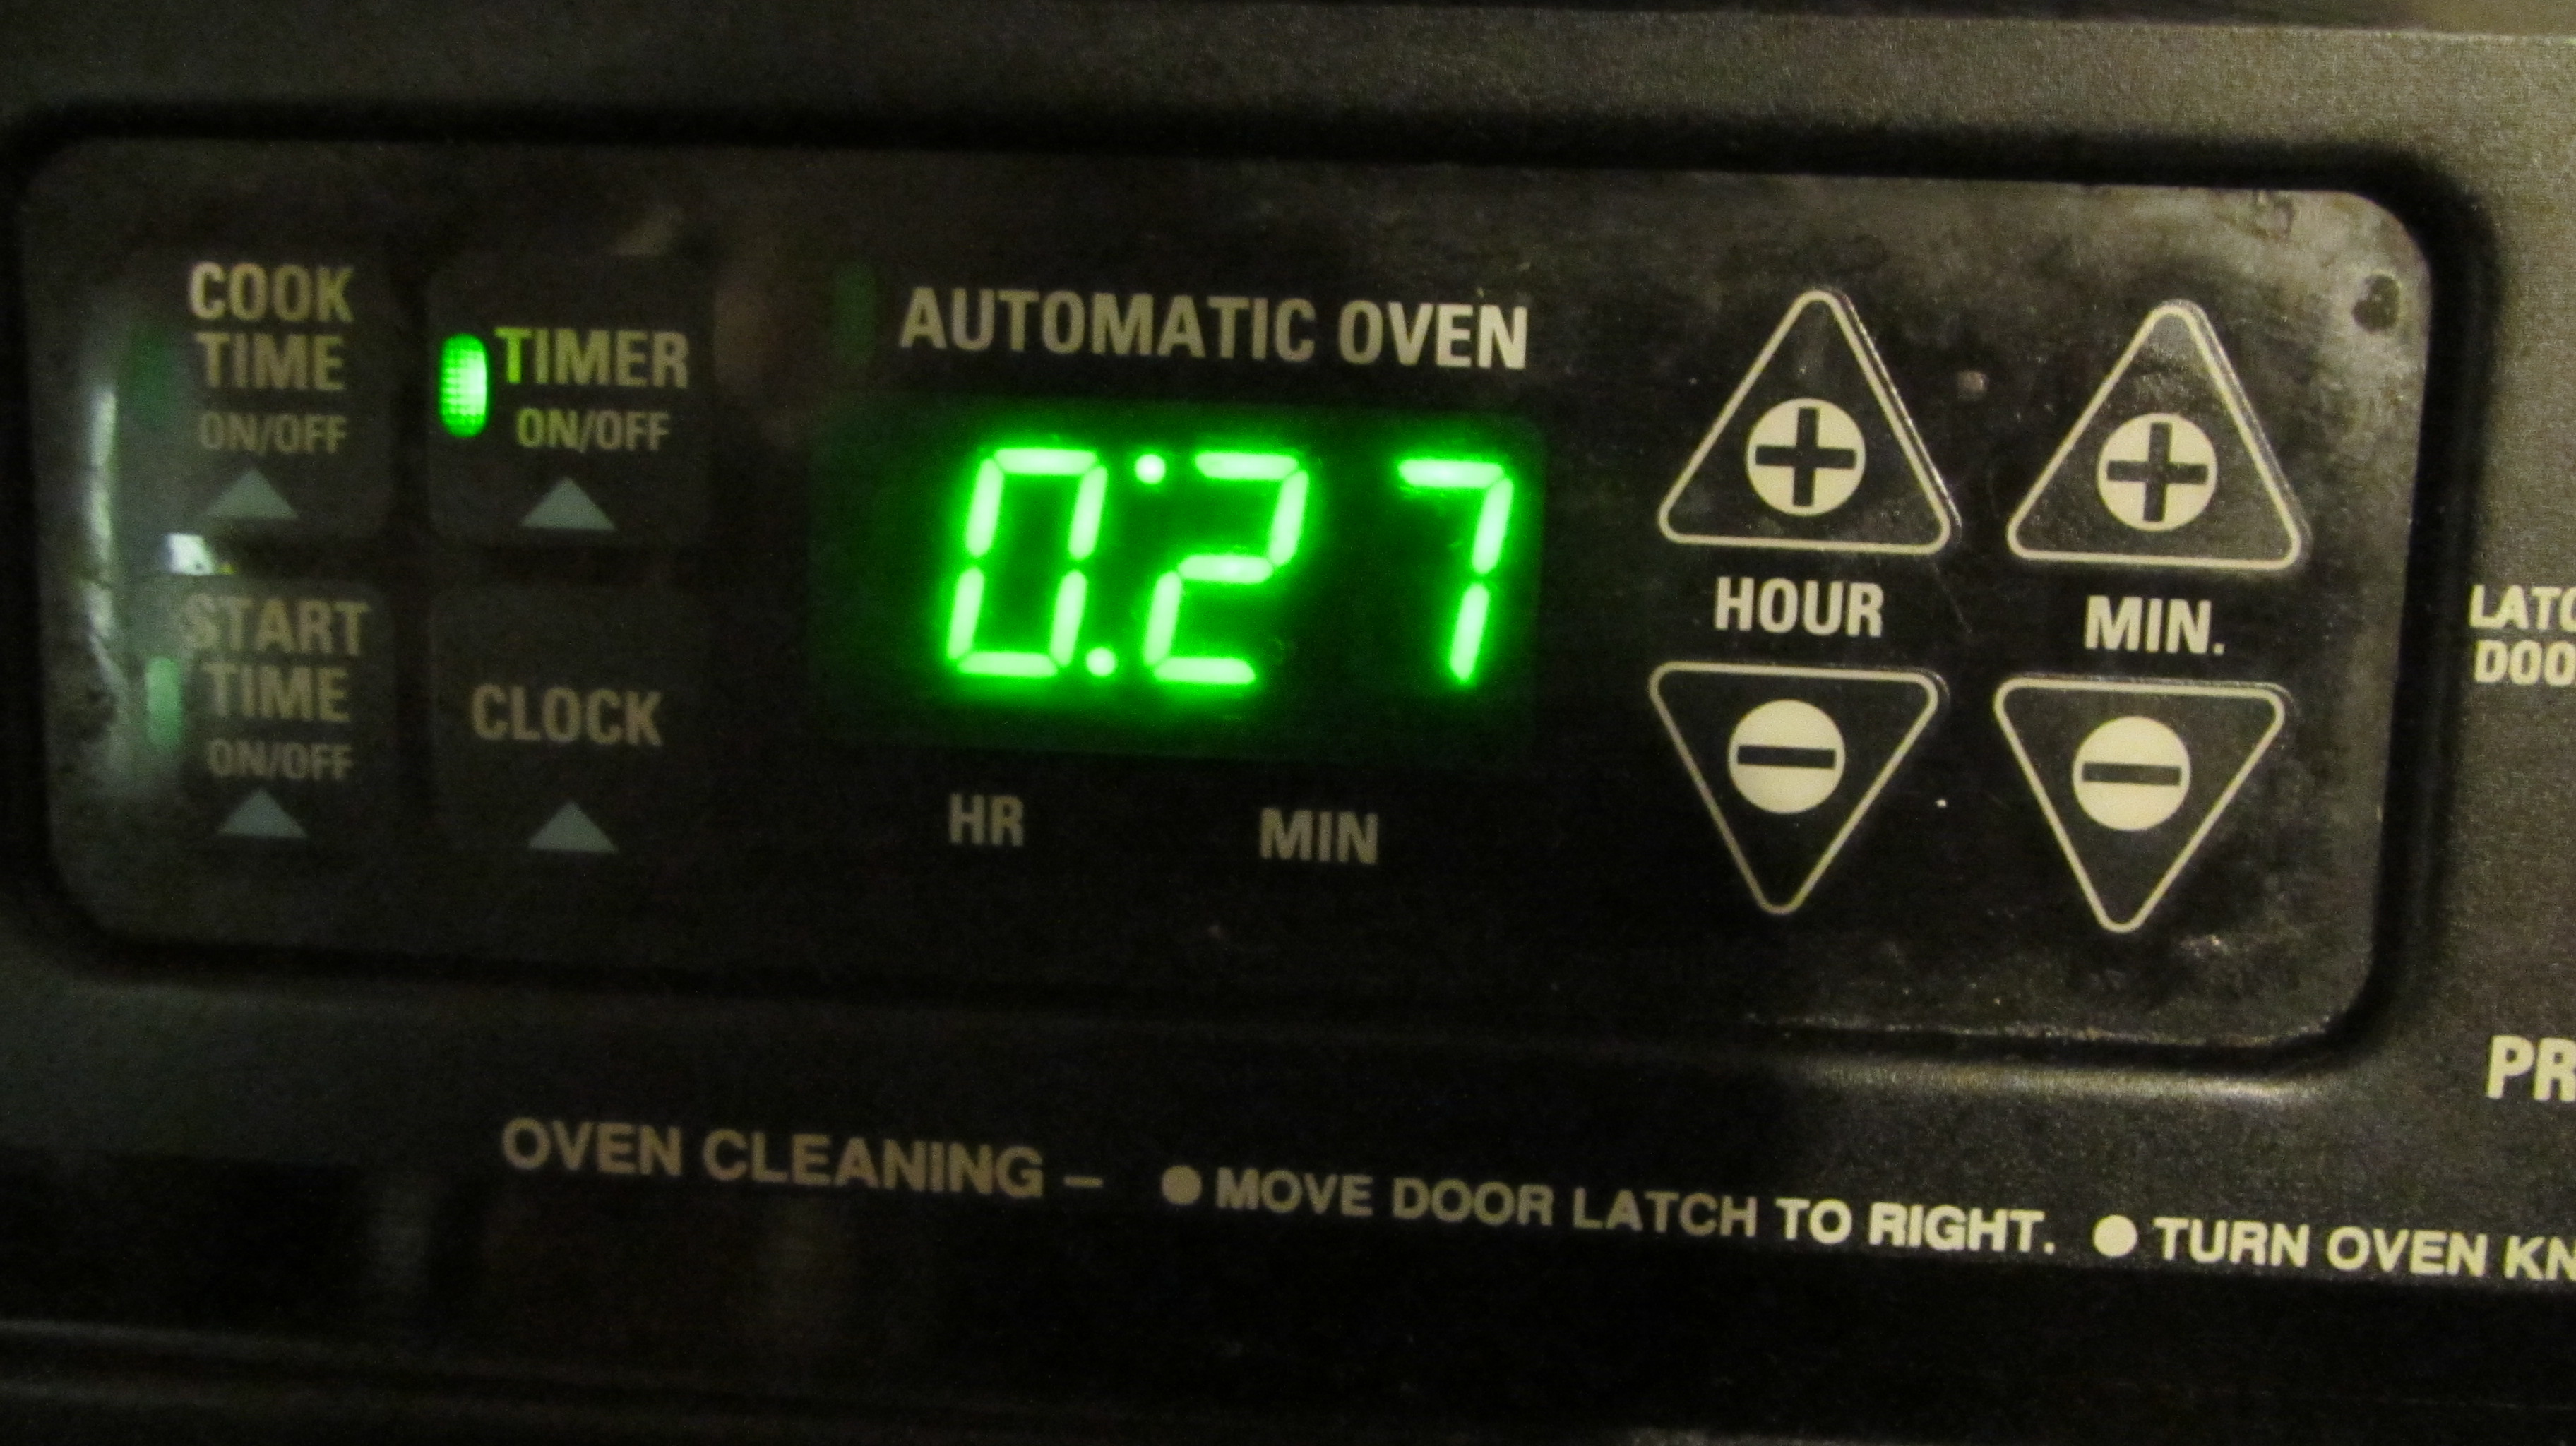 COOK
TIME
ON/OFF
TIMER
ON/OFF
START
TIME
ON/OFF
CLOCK
AUTOMATIC OVEN
0:27
HR MIN
HOUR
MIN.
OVEN CLEANING – ● MOVE DOOR LATCH TO RIGHT. ● TURN OVEN